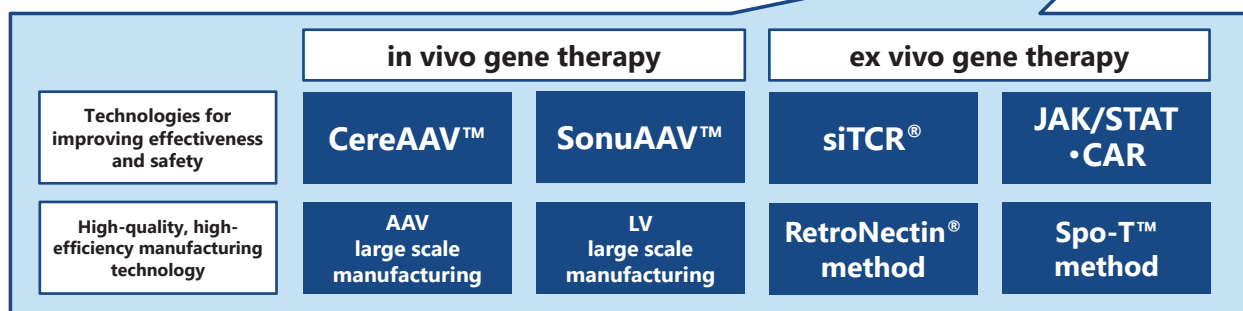 in vivo gene therapy
ex vivo gene therapy
Technologies for
improving effectiveness
and safety
CereAAV™
SonuAAV™
siTCR®
JAK/STAT
・CAR
High-quality, high-
efficiency manufacturing
technology
AAV
large scale
manufacturing
LV
large scale
manufacturing
RetroNectin®
method
Spo-T™
method